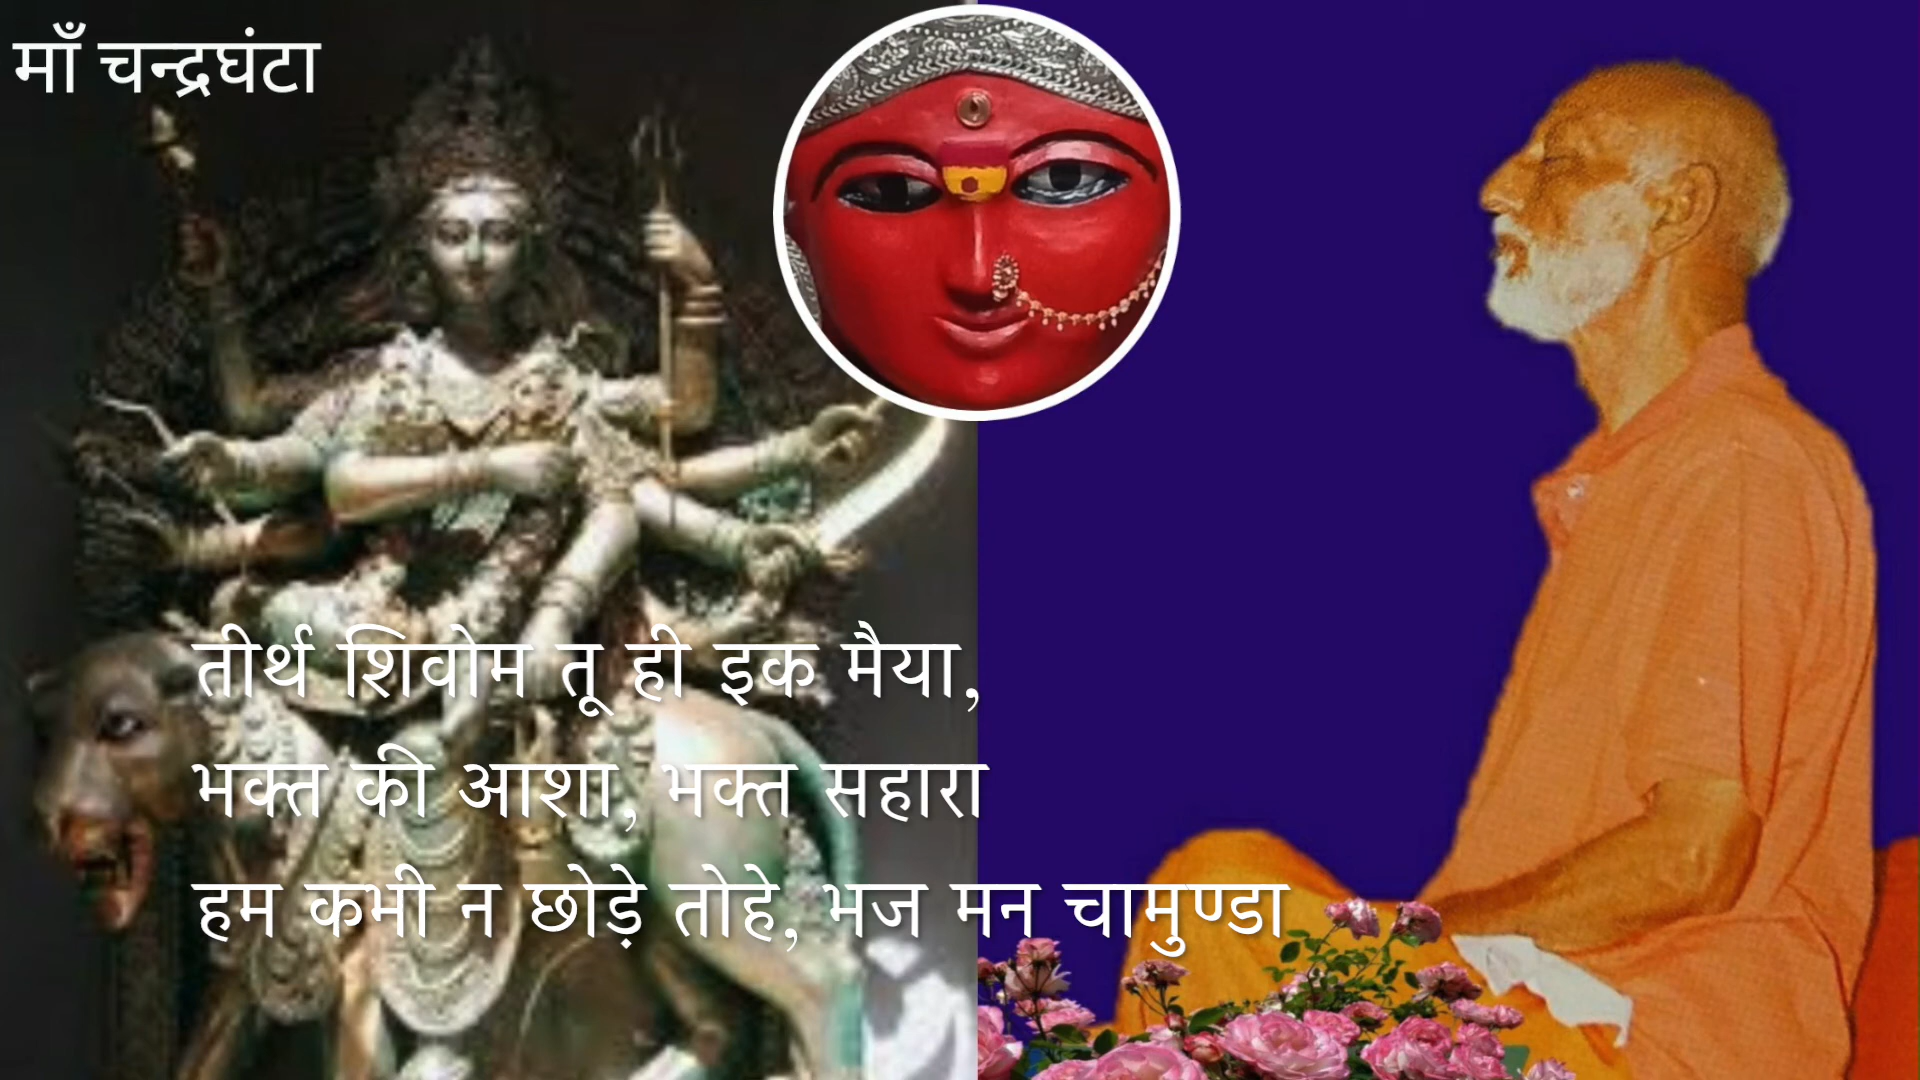 माँ चन्द्रघंटा
तीर्थ शिवोम तू ही इक मैया,
भक्त की आशा, भक्त सहारा
हम कभी न छोड़े तोहे, भज मन चामुण्डा